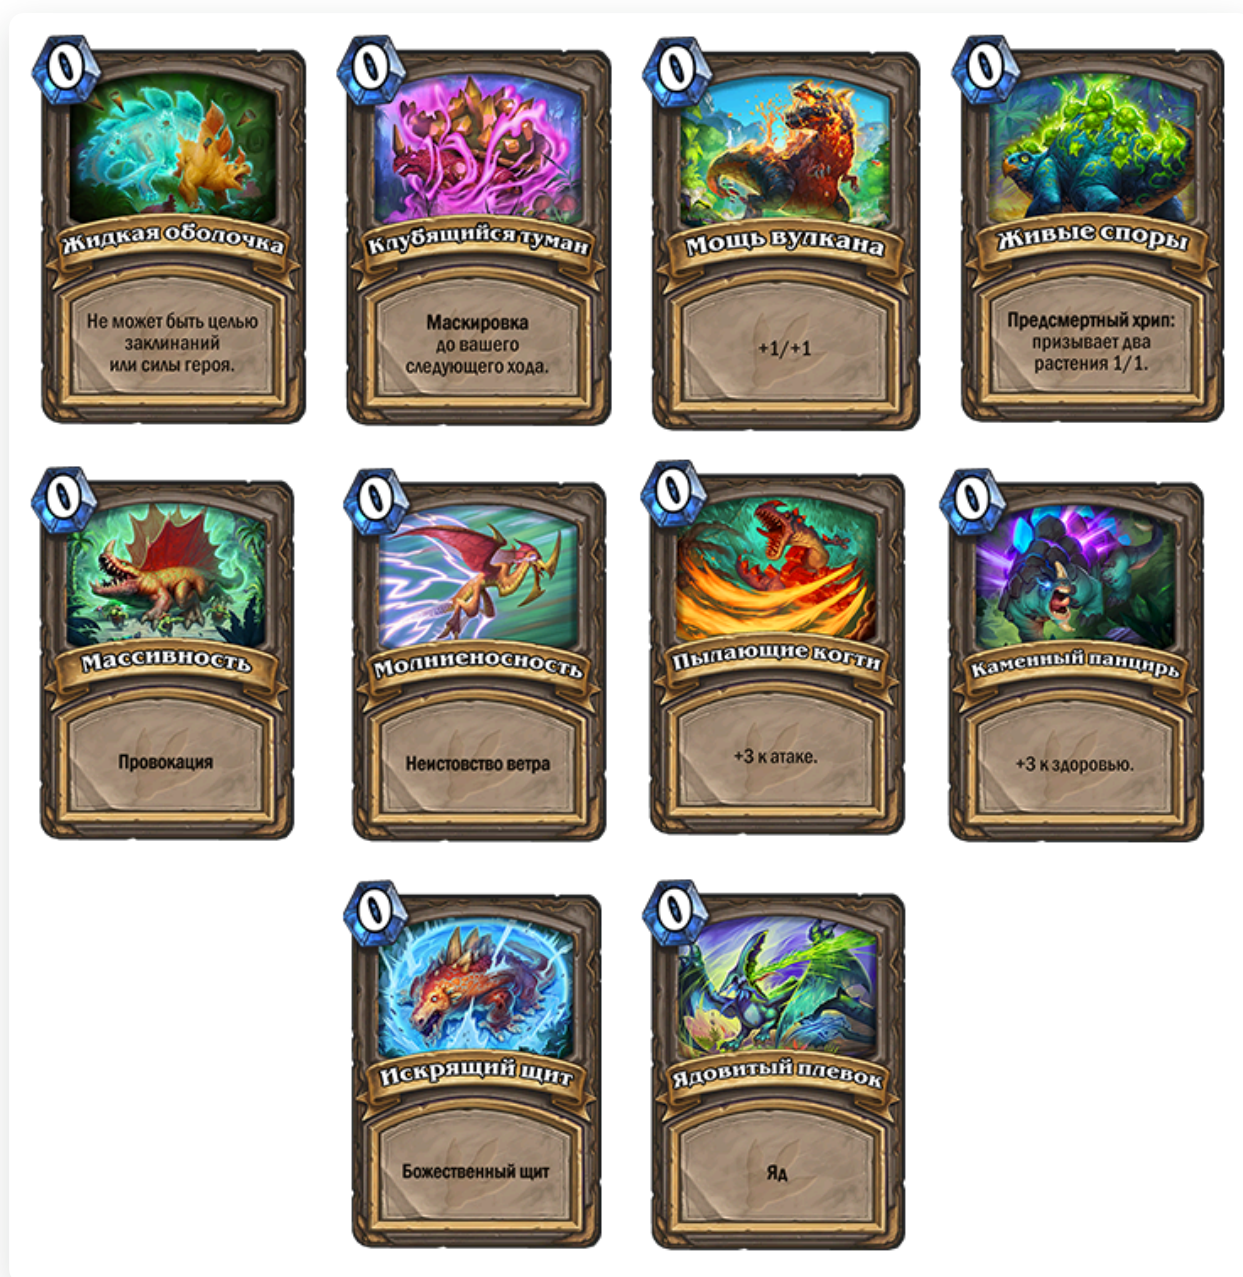 0
Жидкая оболочка
Не может быть целью
заклинаний
или силы героя.
0
Клубящийся туман
Маскировка
до вашего
следующего хода.
0
Мощь вулкана
+1/+1
0
Живые споры
Предсмертный хрип:
призывает два
растения 1/1.
0
Массивность
Провокация
0
Молниеносность
Неистовство ветра
0
Пылающие когти
+3 к атаке.
0
Каменный панцирь
+3 к здоровью.
0
Искрящий щит
Божественный щит
0
Ядовитый плевок
Яд